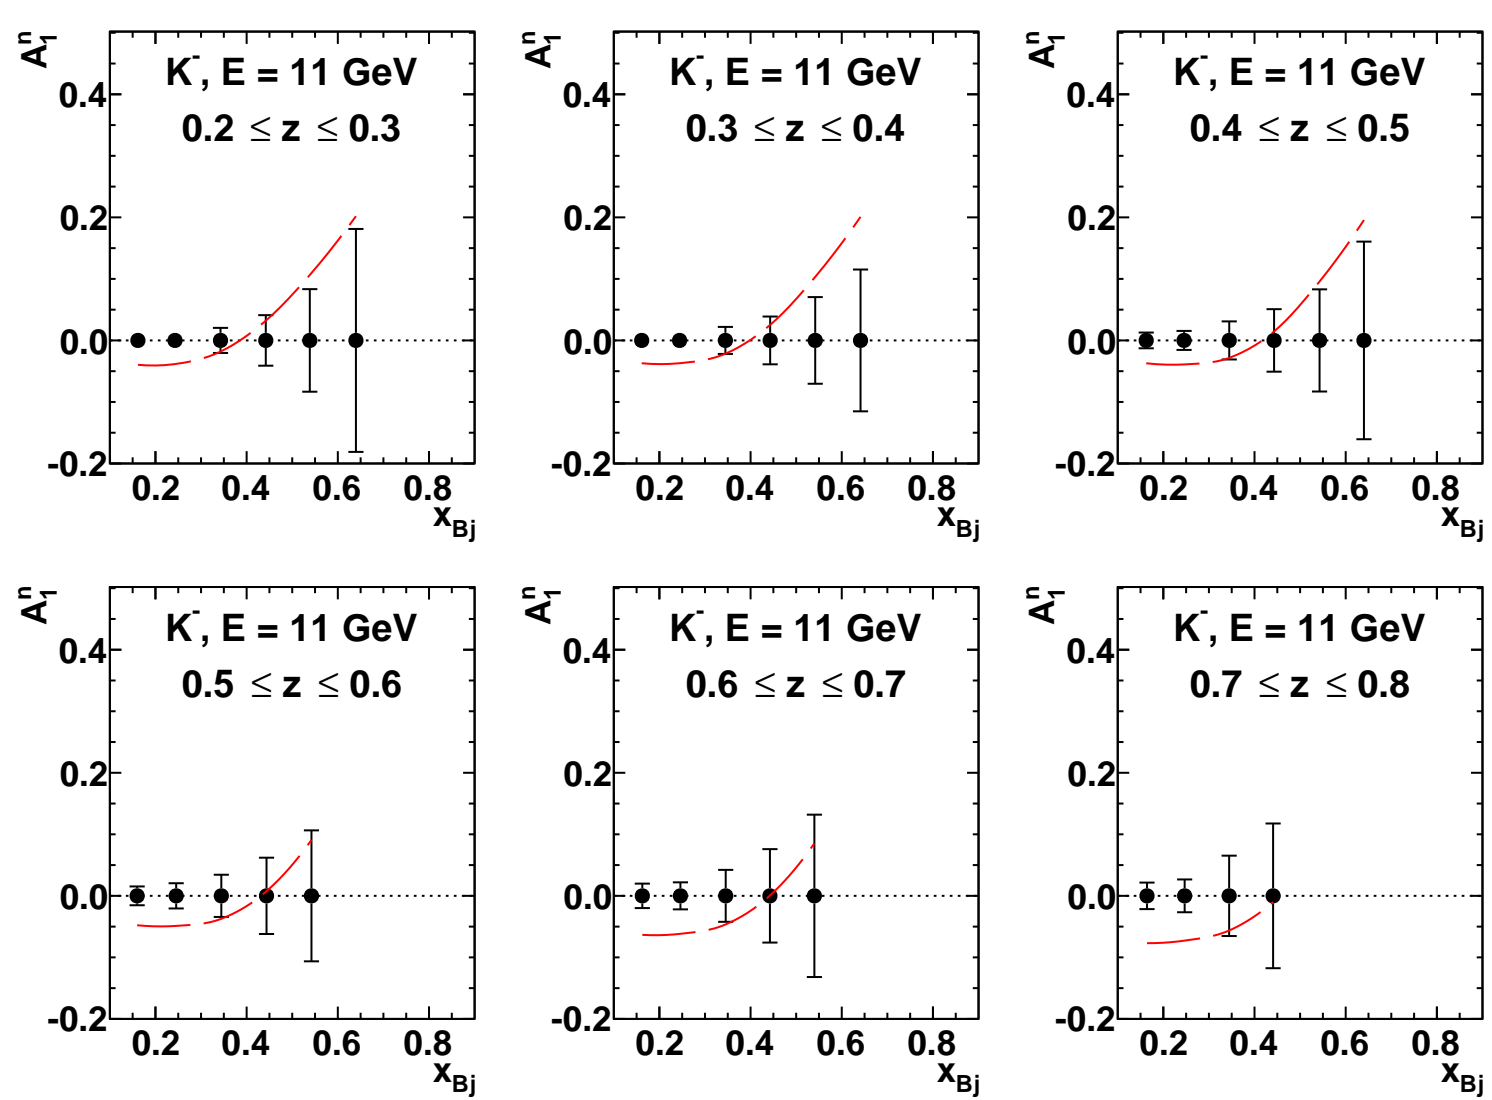 A₁ⁿ
K⁻, E = 11 GeV
0.2 ≤ z ≤ 0.3
0.4
0.2
0.0
-0.2
0.2 0.4 0.6 0.8
x_Bj
A₁ⁿ
K⁻, E = 11 GeV
0.3 ≤ z ≤ 0.4
0.4
0.2
0.0
-0.2
0.2 0.4 0.6 0.8
x_Bj
A₁ⁿ
K⁻, E = 11 GeV
0.4 ≤ z ≤ 0.5
0.4
0.2
0.0
-0.2
0.2 0.4 0.6 0.8
x_Bj
A₁ⁿ
K⁻, E = 11 GeV
0.5 ≤ z ≤ 0.6
0.4
0.2
0.0
-0.2
0.2 0.4 0.6 0.8
x_Bj
A₁ⁿ
K⁻, E = 11 GeV
0.6 ≤ z ≤ 0.7
0.4
0.2
0.0
-0.2
0.2 0.4 0.6 0.8
x_Bj
A₁ⁿ
K⁻, E = 11 GeV
0.7 ≤ z ≤ 0.8
0.4
0.2
0.0
-0.2
0.2 0.4 0.6 0.8
x_Bj